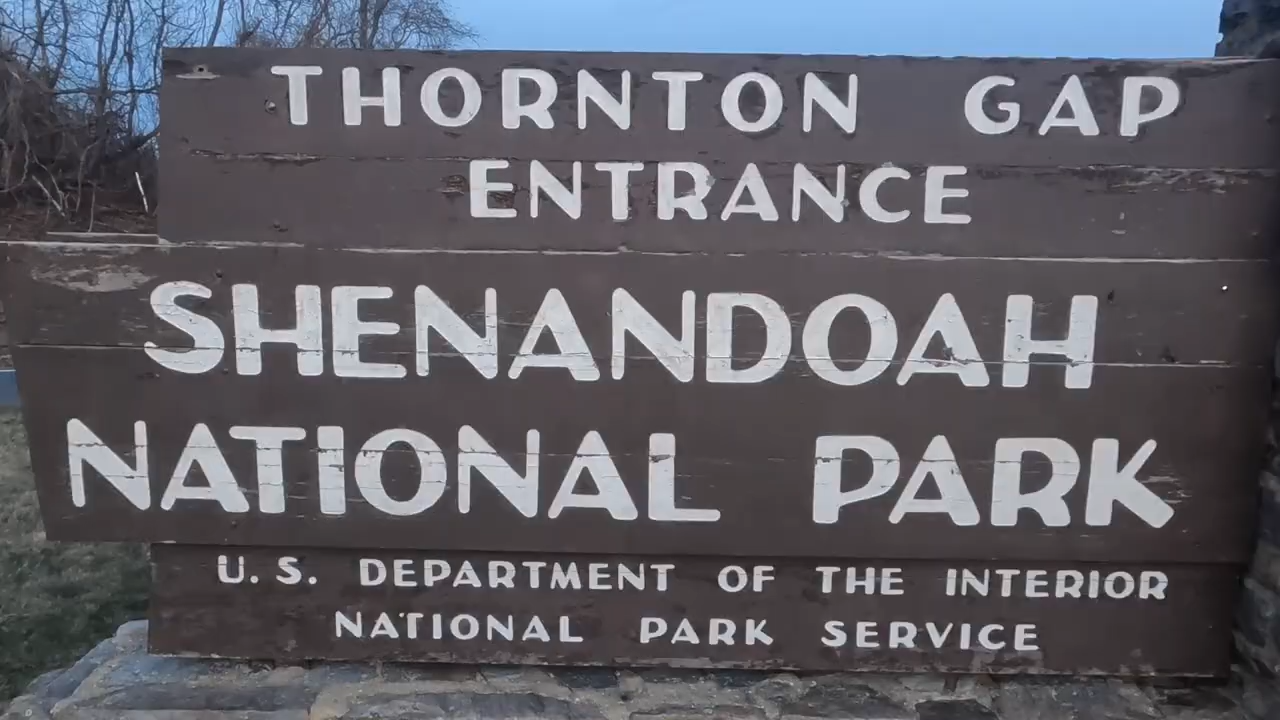 THORNTON GAP
ENTRANCE
SHENANDOAH
NATIONAL PARK
U.S. DEPARTMENT OF THE INTERIOR
NATIONAL PARK SERVICE